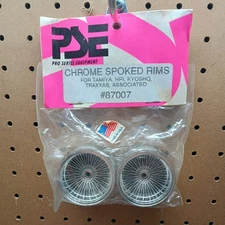 PSE
PRO SERIES EQUIPMENT
CHROME SPOKED RIMS
FOR TAMIYA, HPI, KYOSHO,
TRAXXAS, ASSOCIATED
#87007